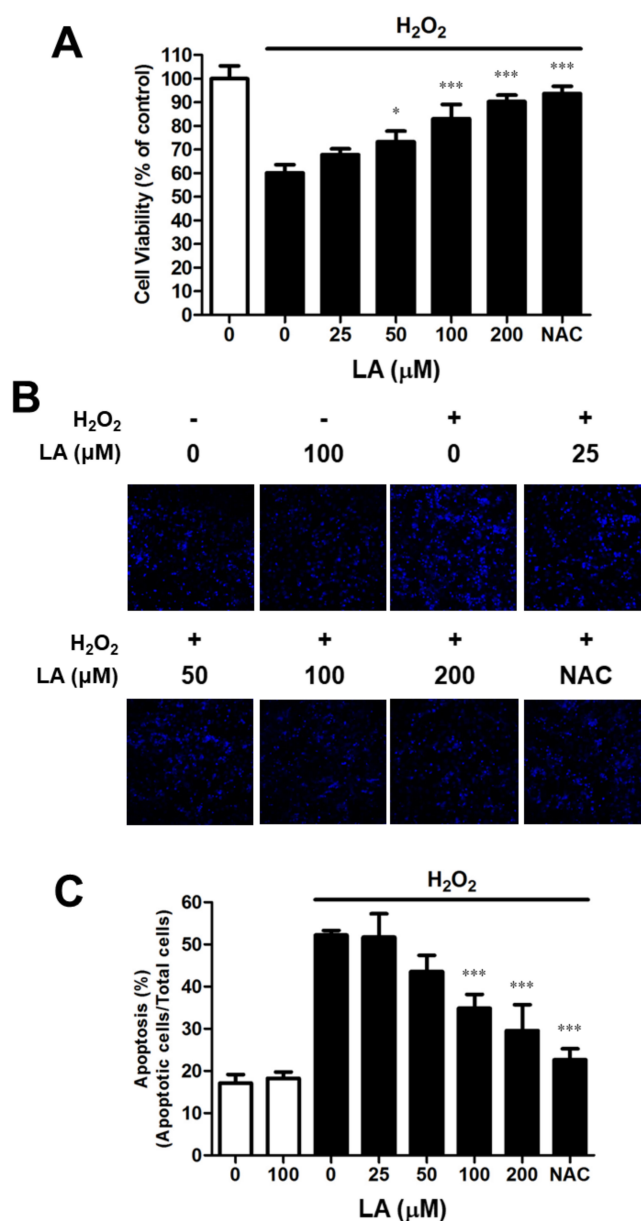 A
H₂O₂
Cell Viability (% of control)
110
100
90
80
70
60
50
40
30
20
10
0
* *** *** ***
0 0 25 50 100 200 NAC
LA (μM)
B
H₂O₂ - - + +
LA (μM) 0 100 0 25
H₂O₂ + + + +
LA (μM) 50 100 200 NAC
C
H₂O₂
Apoptosis (%)
(Apoptotic cells/Total cells)
60
50
40
30
20
10
0
*** *** ***
0 100 0 25 50 100 200 NAC
LA (μM)